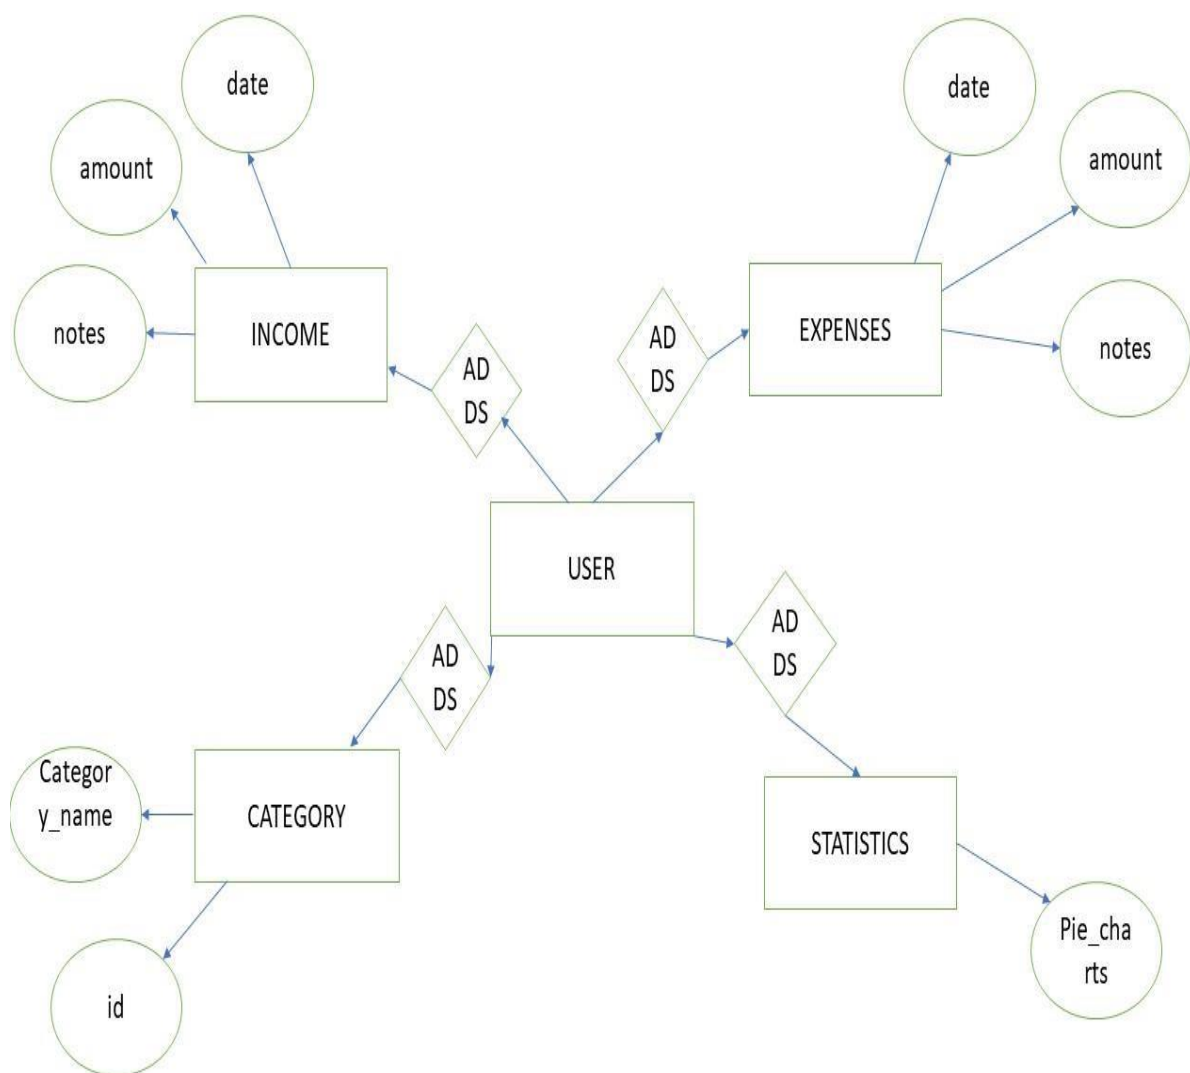 date
date
amount
amount
notes
INCOME
EXPENSES
notes
AD
DS
AD
DS
USER
AD
DS
AD
DS
Categor
y_name
CATEGORY
STATISTICS
Pie_cha
rts
id